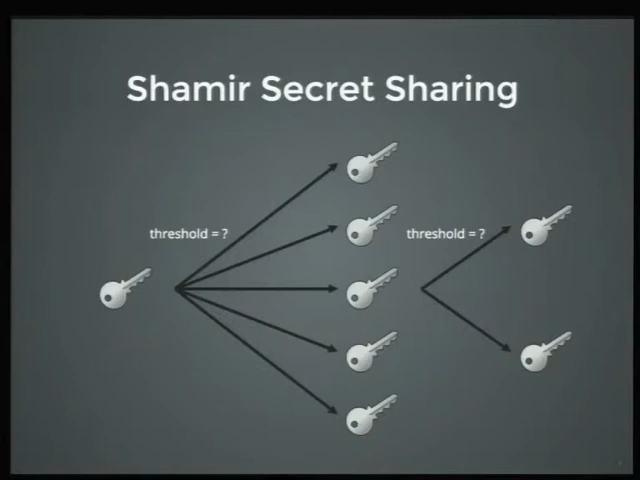 Shamir Secret Sharing
threshold = ?
threshold = ?